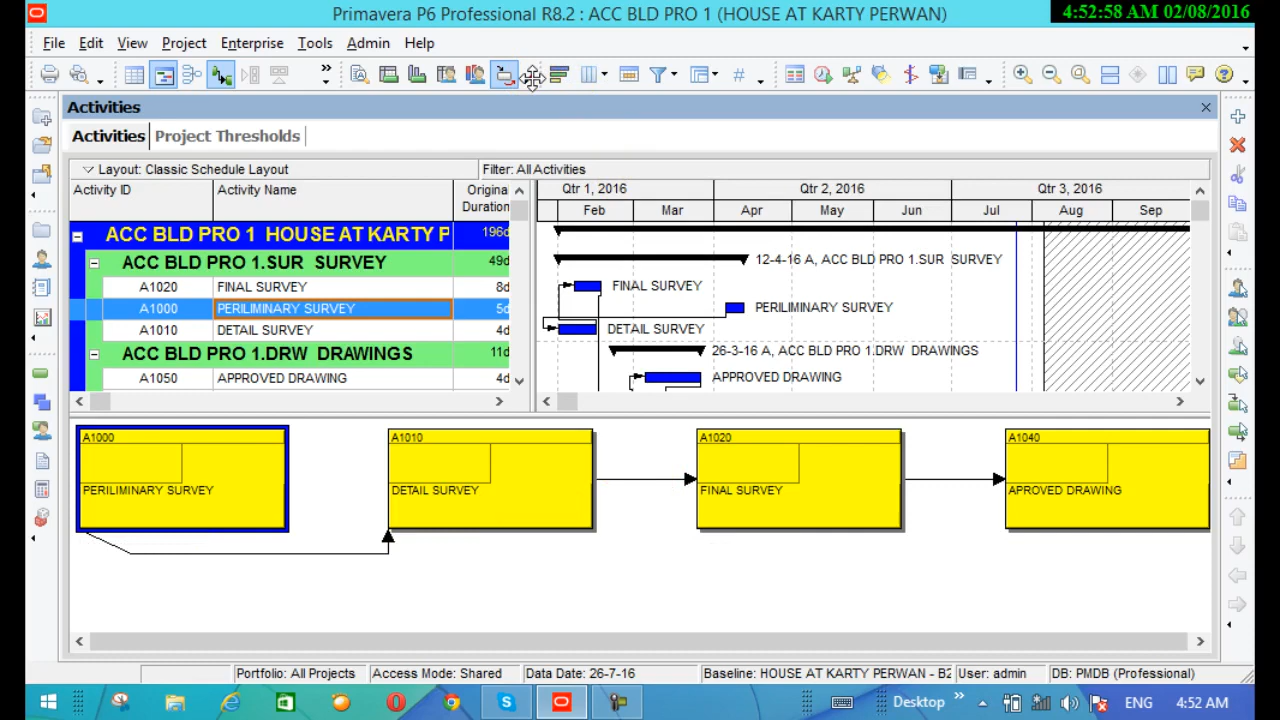 Primavera P6 Professional R8.2 : ACC BLD PRO 1 (HOUSE AT KARTY PERWAN)
4:52:58 AM 02/08/2016
File Edit View Project Enterprise Tools Admin Help
Activities
Activities Project Thresholds
Layout: Classic Schedule Layout Filter: All Activities
Activity ID Activity Name Origina Duration
Qtr 1, 2016 Qtr 2, 2016 Qtr 3, 2016
Feb Mar Apr May Jun Jul Aug Sep
ACC BLD PRO 1 HOUSE AT KARTY P 196d
ACC BLD PRO 1.SUR SURVEY 49d 12-4-16 A, ACC BLD PRO 1.SUR SURVEY
A1020 FINAL SURVEY 8d FINAL SURVEY
A1000 PERILIMINARY SURVEY 5d PERILIMINARY SURVEY
A1010 DETAIL SURVEY 4d DETAIL SURVEY
ACC BLD PRO 1.DRW DRAWINGS 11d 26-3-16 A, ACC BLD PRO 1.DRW DRAWINGS
A1050 APPROVED DRAWING 4d APPROVED DRAWING
A1000 A1010 A1020 A1040
PERILIMINARY SURVEY DETAIL SURVEY FINAL SURVEY APROVED DRAWING
Portfolio: All Projects Access Mode: Shared Data Date: 26-7-16 Baseline: HOUSE AT KARTY PERWAN - B2 User: admin DB: PMDB (Professional)
Desktop ENG 4:52 AM